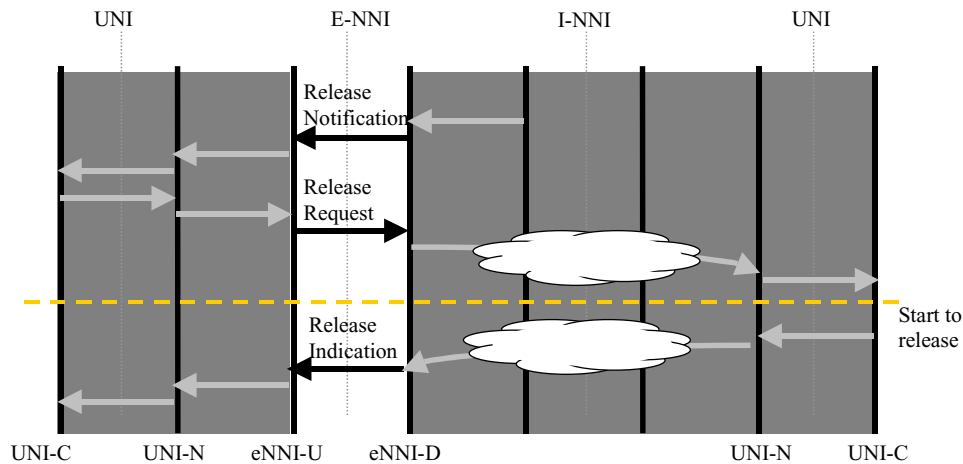 UNI E-NNI I-NNI UNI
Release
Notification
Release
Request
Start to
release
Release
Indication
UNI-C UNI-N eNNI-U eNNI-D UNI-N UNI-C